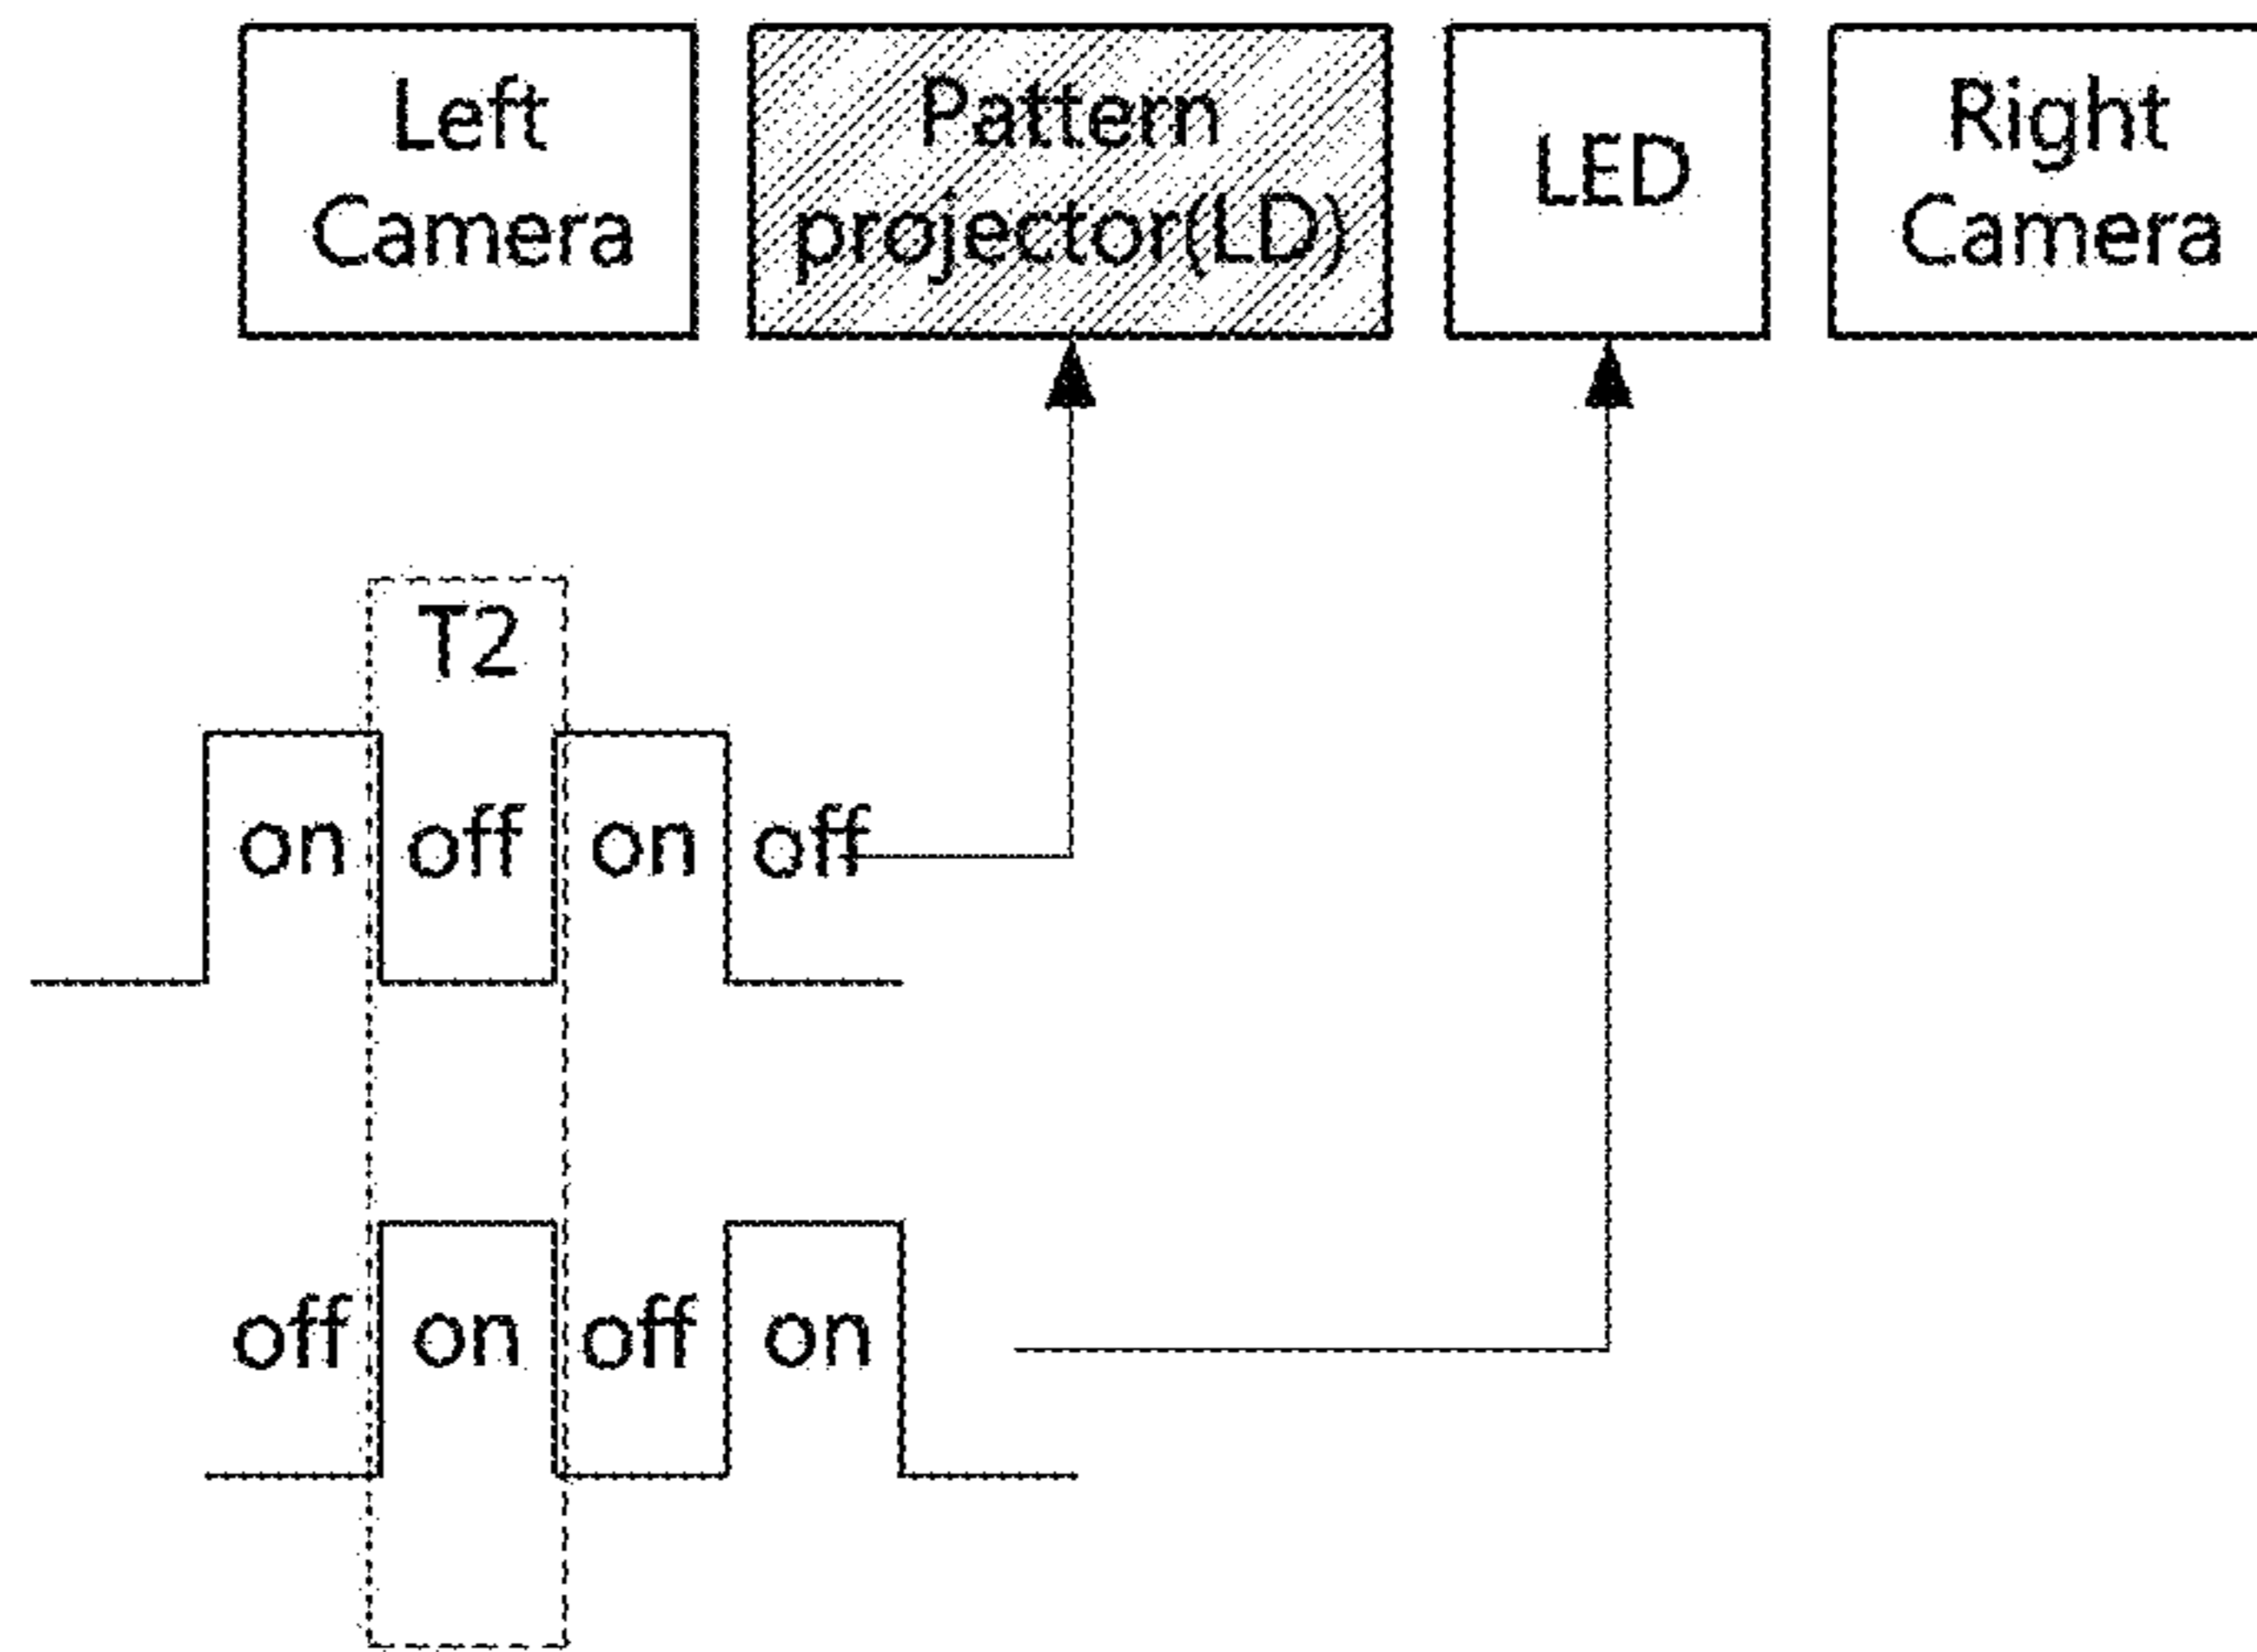 Left
Camera
Pattern
projector(LD)
LED
Right
Camera
T2
on off on off
off on off on